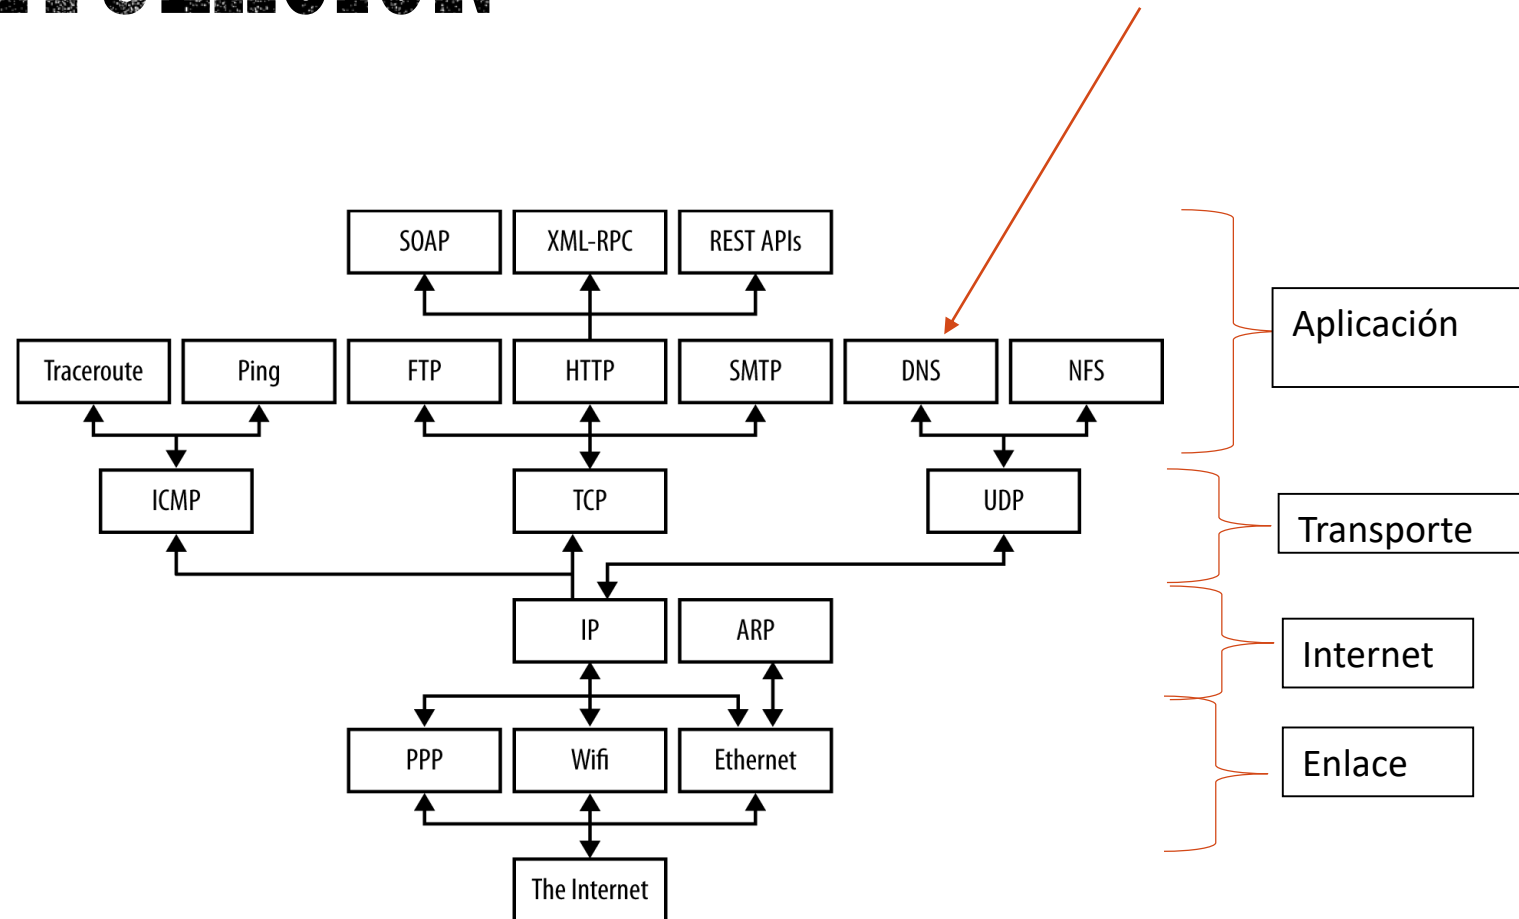 SOAP
XML-RPC
REST APIs
Aplicación
Traceroute
Ping
FTP
HTTP
SMTP
DNS
NFS
ICMP
TCP
UDP
Transporte
IP
ARP
Internet
PPP
Wifi
Ethernet
Enlace
The Internet